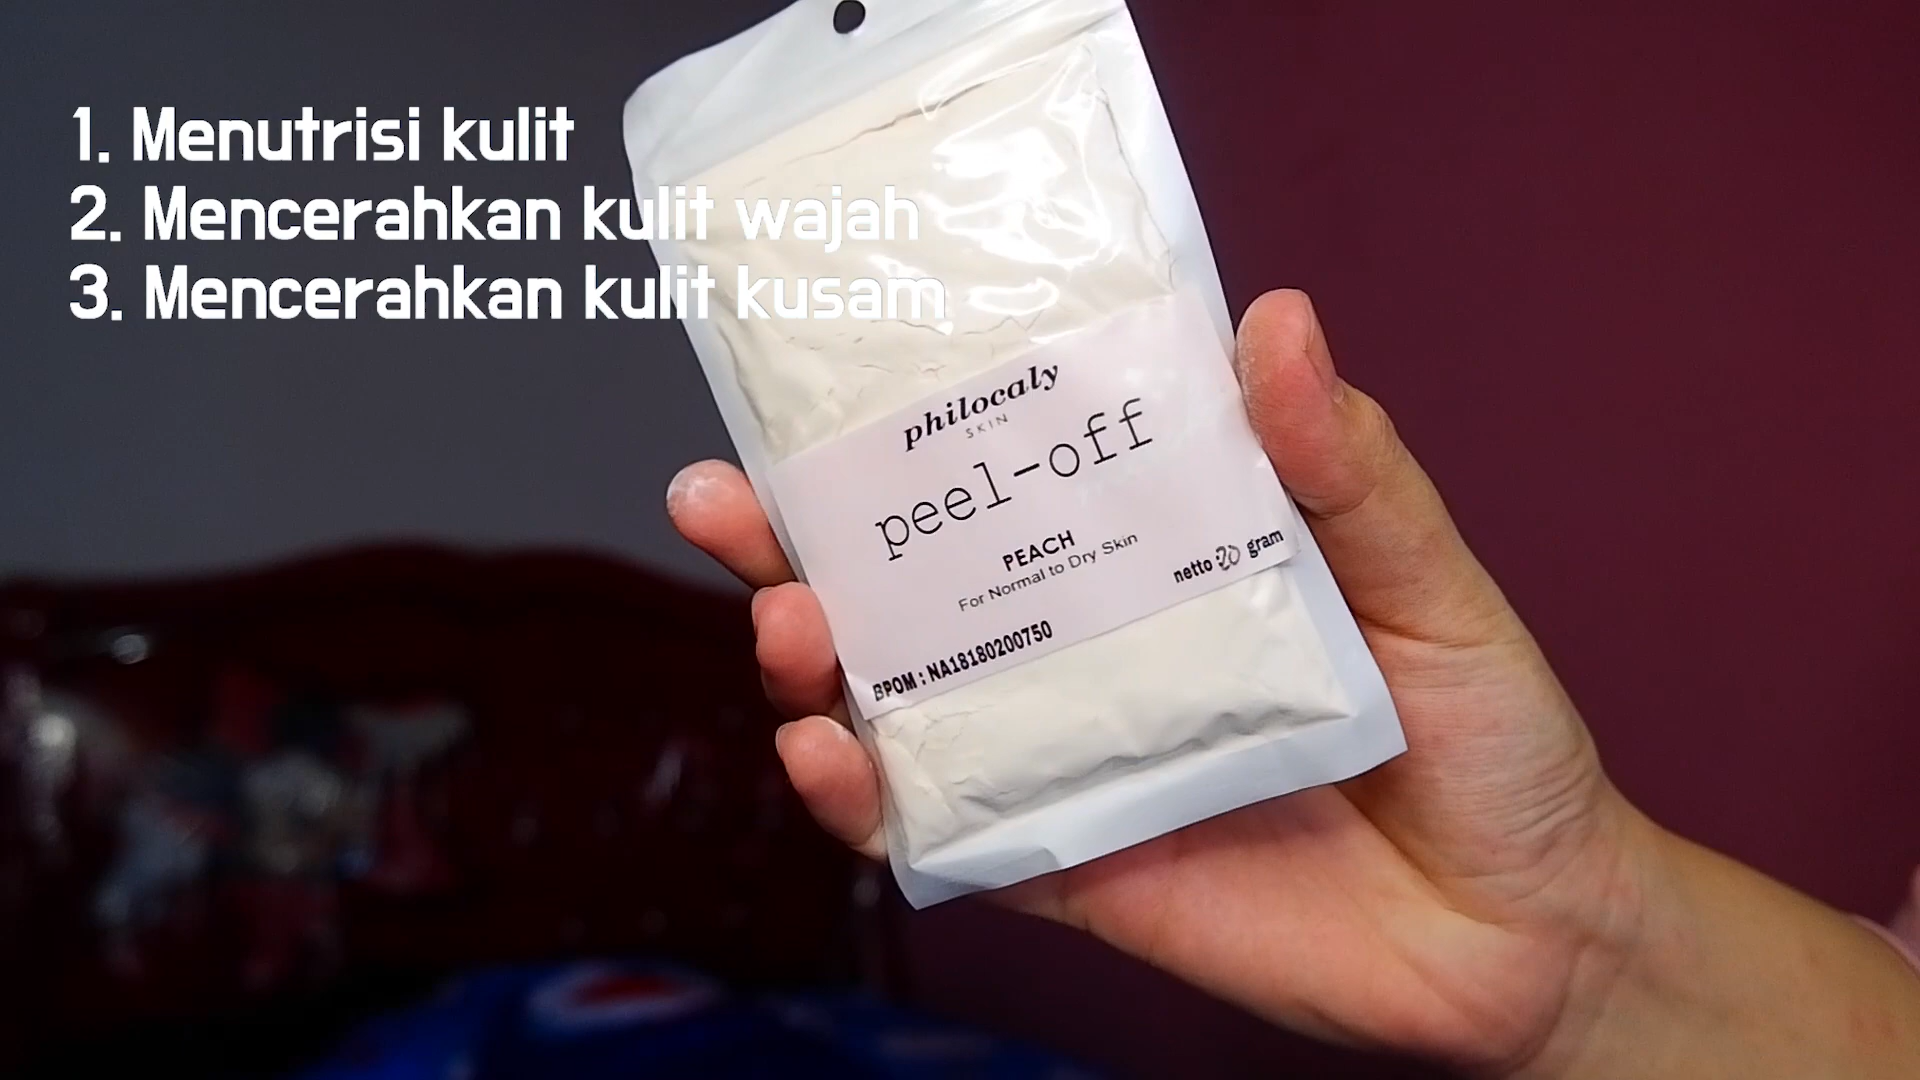 1. Menutrisi kulit
2. Mencerahkan kulit wajah
3. Mencerahkan kulit kusam
philocaly
SKIN
peel-off
PEACH
For Normal to Dry Skin
netto 20 gram
BPOM : NA18180200750